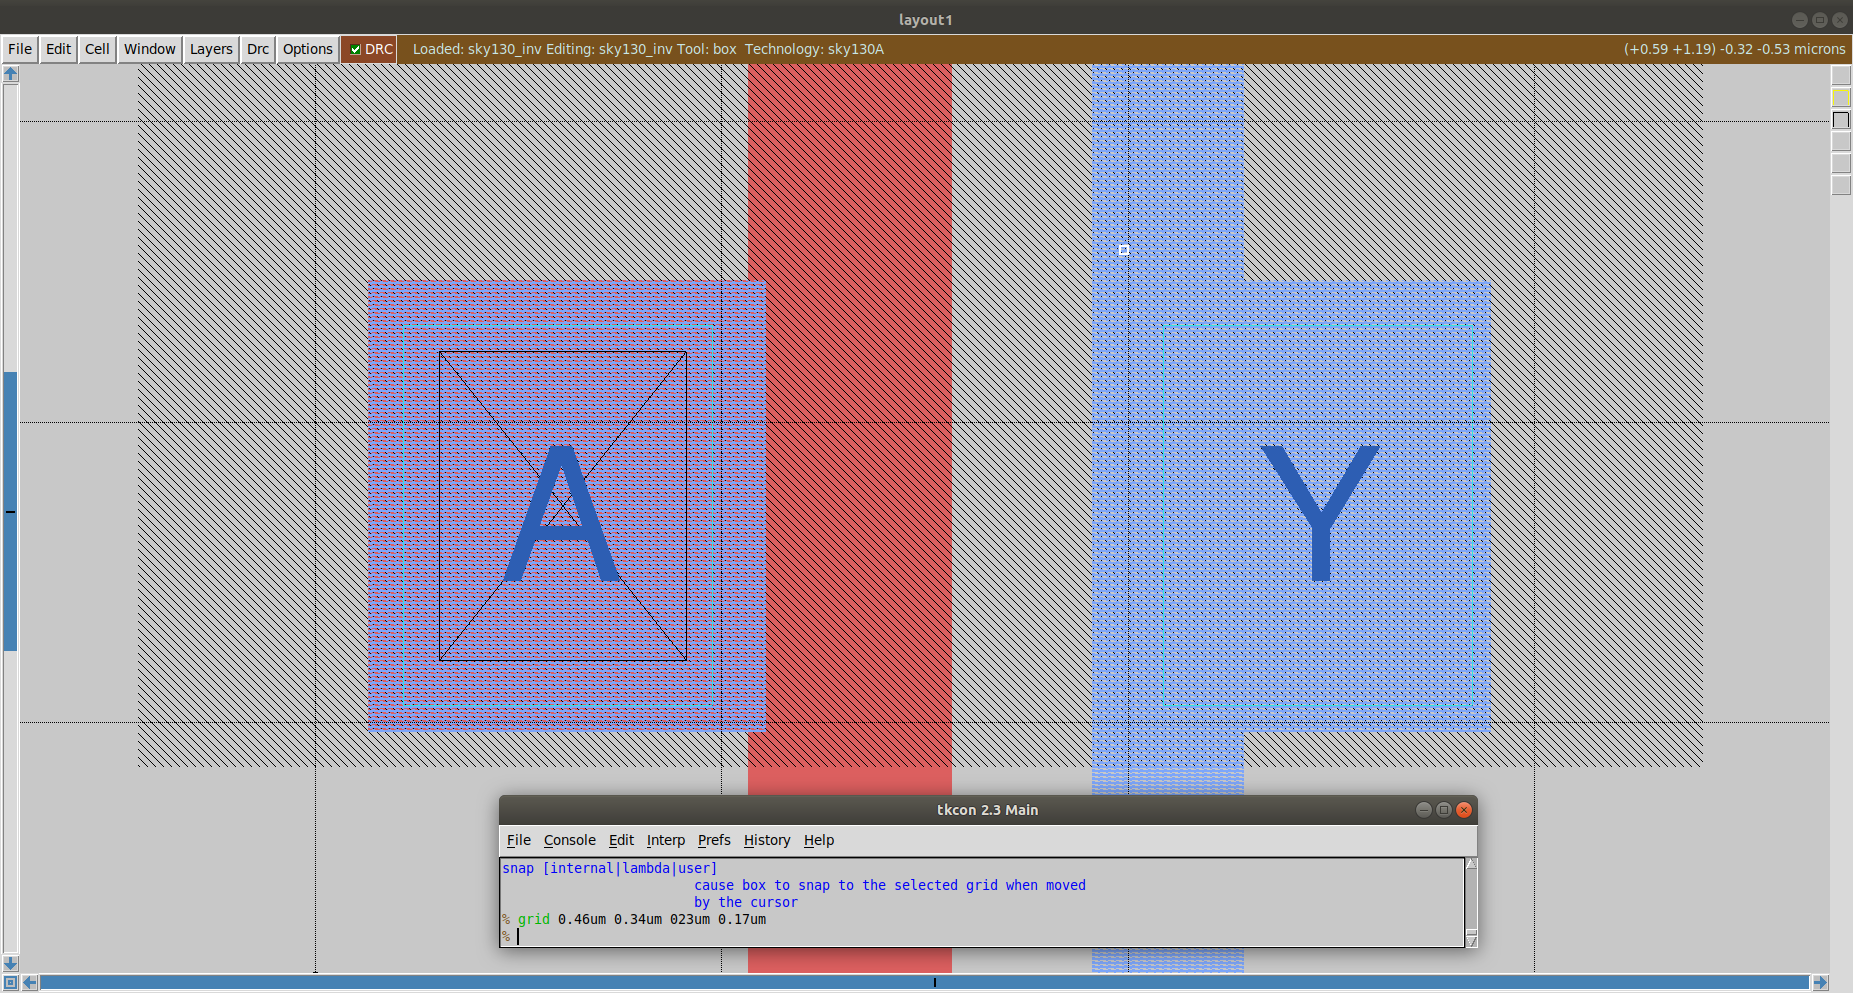 layout1
File Edit Cell Window Layers Drc Options DRC Loaded: sky130_inv Editing: sky130_inv Tool: box Technology: sky130A (+0.59 +1.19) -0.32 -0.53 microns
A Y
tkcon 2.3 Main
File Console Edit Interp Prefs History Help
snap [internal|lambda|user]
cause box to snap to the selected grid when moved
by the cursor
% grid 0.46um 0.34um 023um 0.17um
%